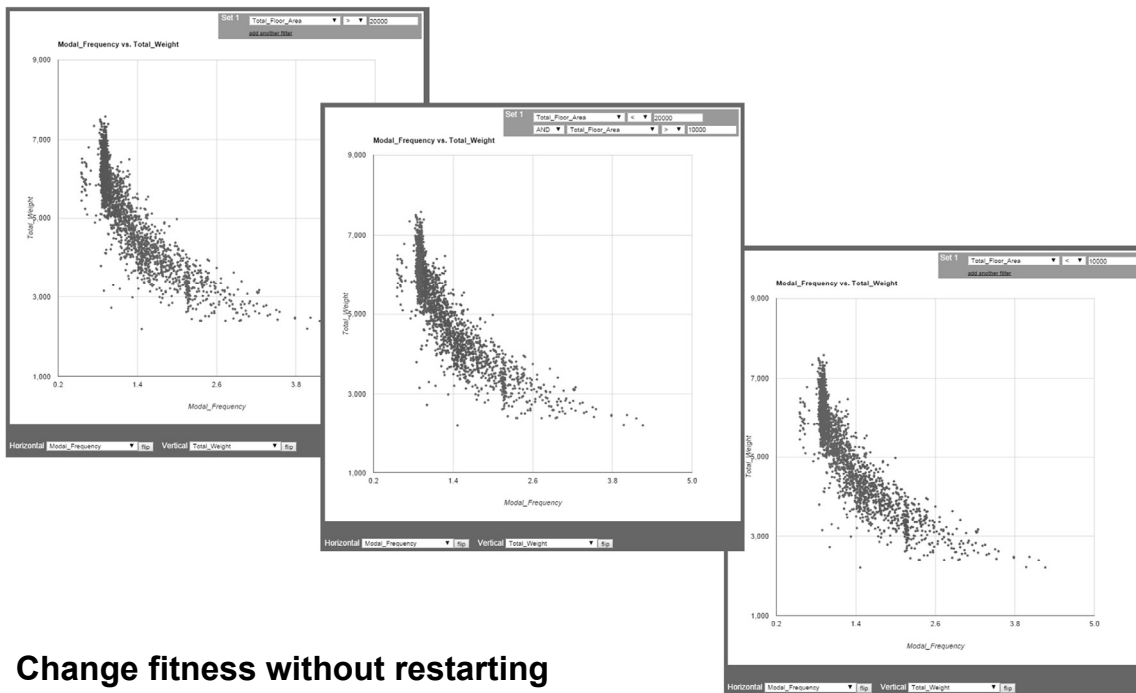 Set 1 Total_Floor_Area ▼ > ▼ 20000
add another filter
Modal_Frequency vs. Total_Weight
9,000
7,000
5,000
3,000
1,000
Total_Weight
0.2 1.4 2.6 3.8
Modal_Frequency
Horizontal Modal_Frequency ▼ flip Vertical Total_Weight ▼ flip
Set 1 Total_Floor_Area ▼ < ▼ 20000
AND ▼ Total_Floor_Area ▼ > ▼ 10000
Modal_Frequency vs. Total_Weight
9,000
7,000
5,000
3,000
1,000
Total_Weight
0.2 1.4 2.6 3.8 5.0
Modal_Frequency
Horizontal Modal_Frequency ▼ flip Vertical Total_Weight ▼ flip
Set 1 Total_Floor_Area ▼ < ▼ 10000
add another filter
Modal_Frequency vs. Total_Weight
9,000
7,000
5,000
3,000
1,000
Total_Weight
0.2 1.4 2.6 3.8 5.0
Modal_Frequency
Horizontal Modal_Frequency ▼ flip Vertical Total_Weight ▼ flip
Change fitness without restarting